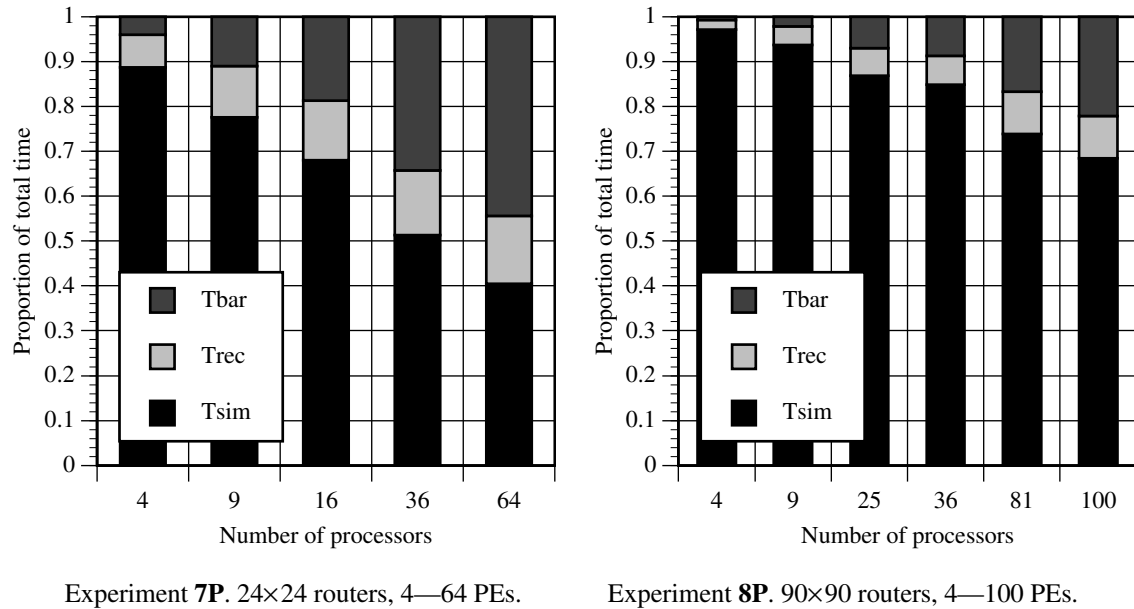 Proportion of total time
1
0.9
0.8
0.7
0.6
0.5
0.4
0.3
0.2
0.1
0
Tbar
Trec
Tsim
4 9 16 36 64
Number of processors
Experiment 7P. 24×24 routers, 4—64 PEs.
Proportion of total time
1
0.9
0.8
0.7
0.6
0.5
0.4
0.3
0.2
0.1
0
Tbar
Trec
Tsim
4 9 25 36 81 100
Number of processors
Experiment 8P. 90×90 routers, 4—100 PEs.